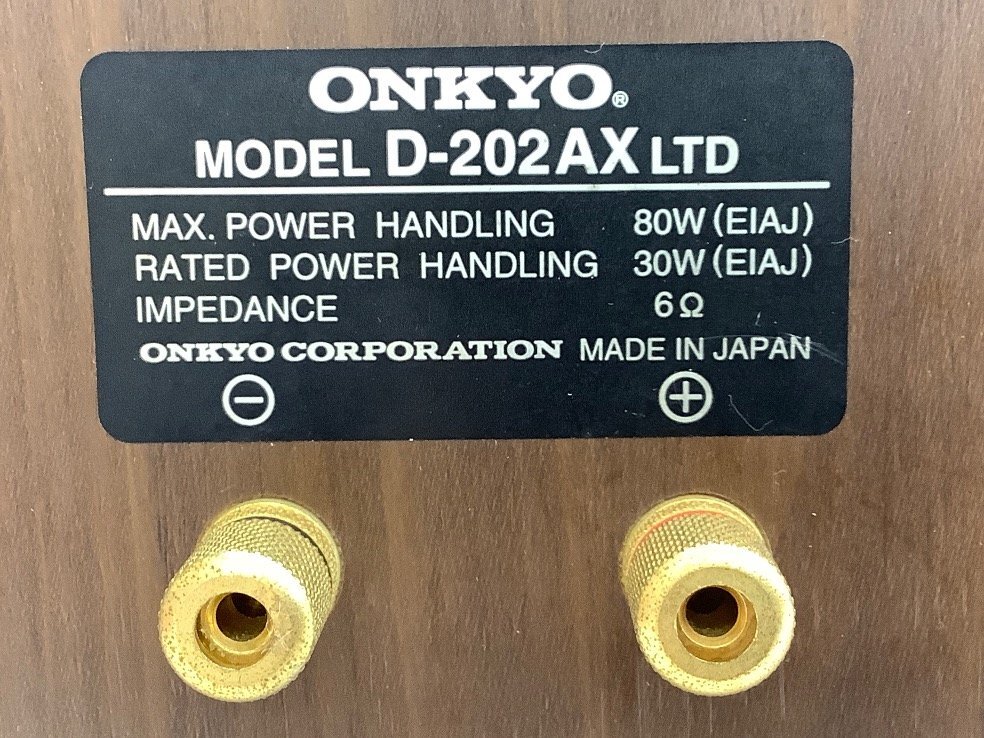 ONKYO®
MODEL D-202AX LTD
MAX. POWER HANDLING 80W (EIAJ)
RATED POWER HANDLING 30W (EIAJ)
IMPEDANCE 6Ω
ONKYO CORPORATION MADE IN JAPAN
⊖ ⊕